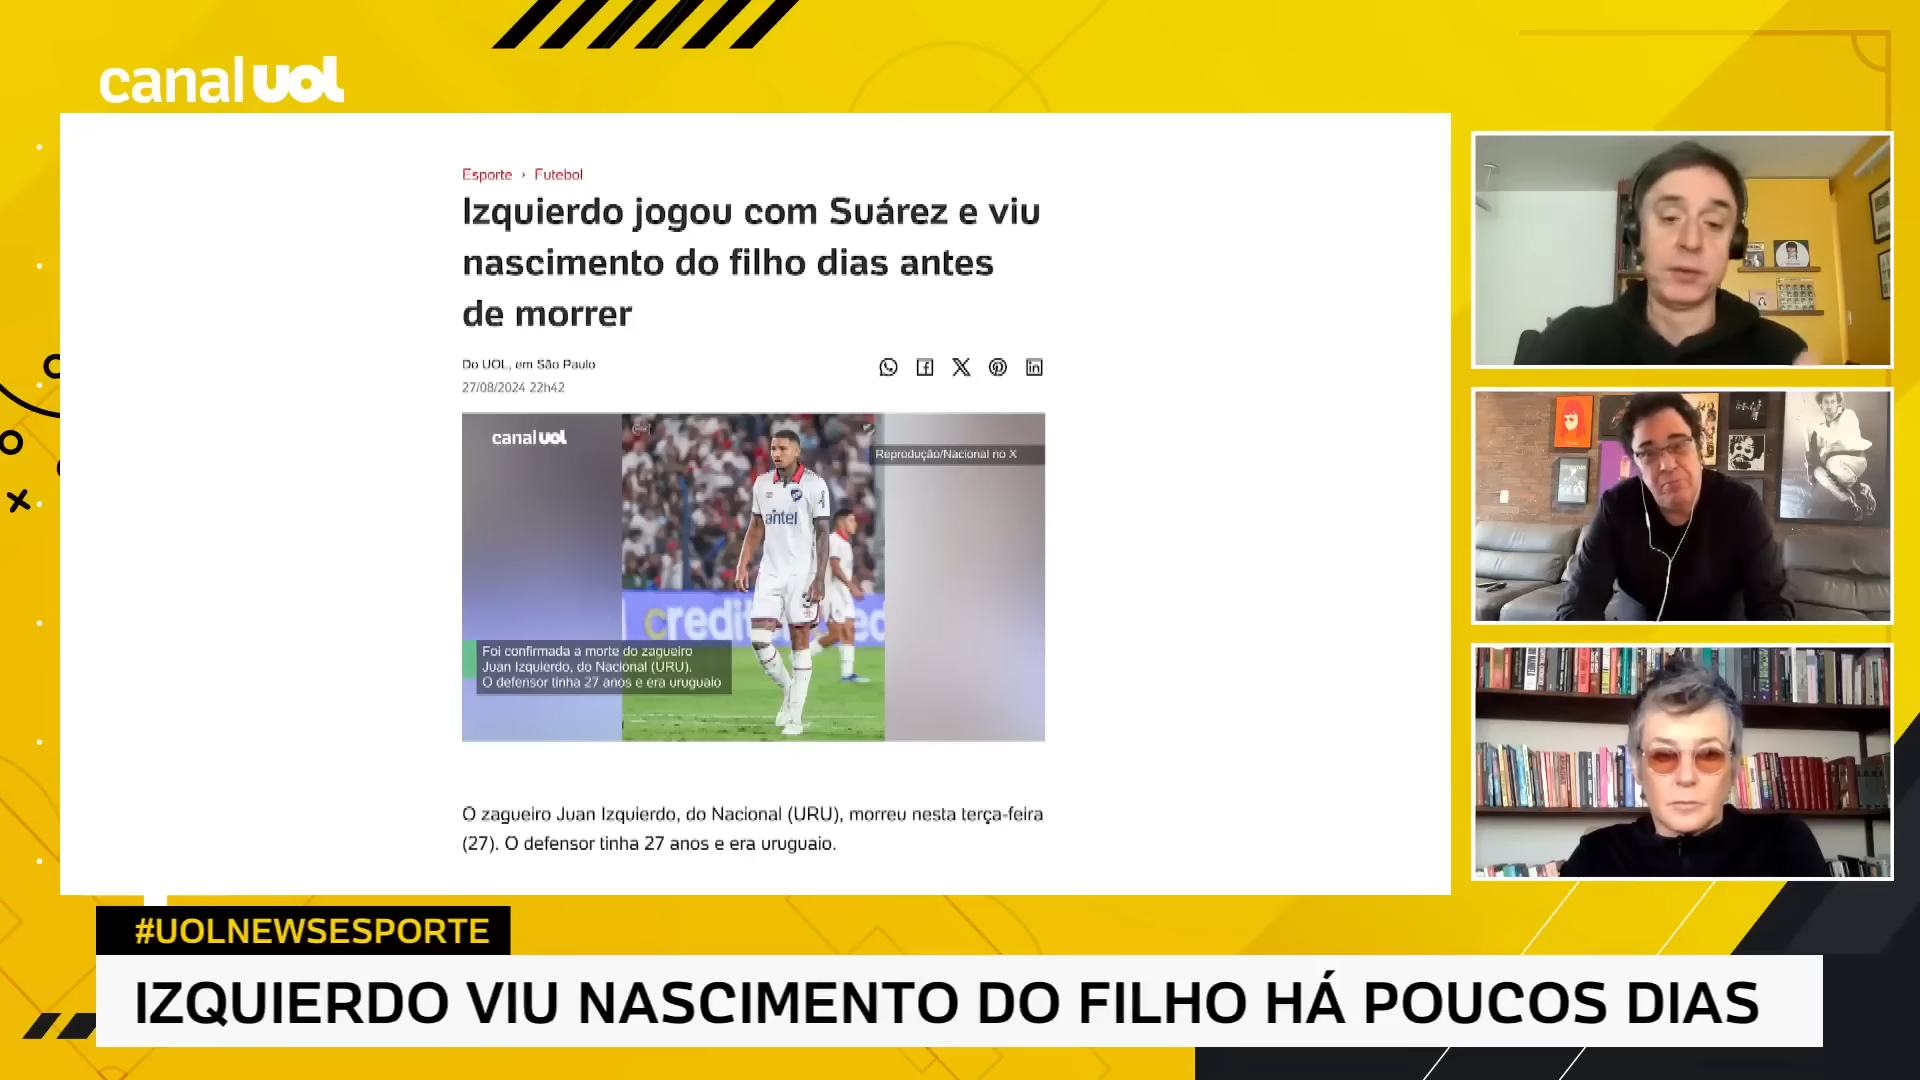 canal uol
Esporte › Futebol
Izquierdo jogou com Suárez e viu
nascimento do filho dias antes
de morrer
Do UOL, em São Paulo
27/08/2024 22h42
canal uol
Reprodução/Nacional no X
antel
Foi confirmada a morte do zagueiro
Juan Izquierdo, do Nacional (URU).
O defensor tinha 27 anos e era uruguaio
O zagueiro Juan Izquierdo, do Nacional (URU), morreu nesta terça-feira
(27). O defensor tinha 27 anos e era uruguaio.
#UOLNEWSESPORTE
IZQUIERDO VIU NASCIMENTO DO FILHO HÁ POUCOS DIAS